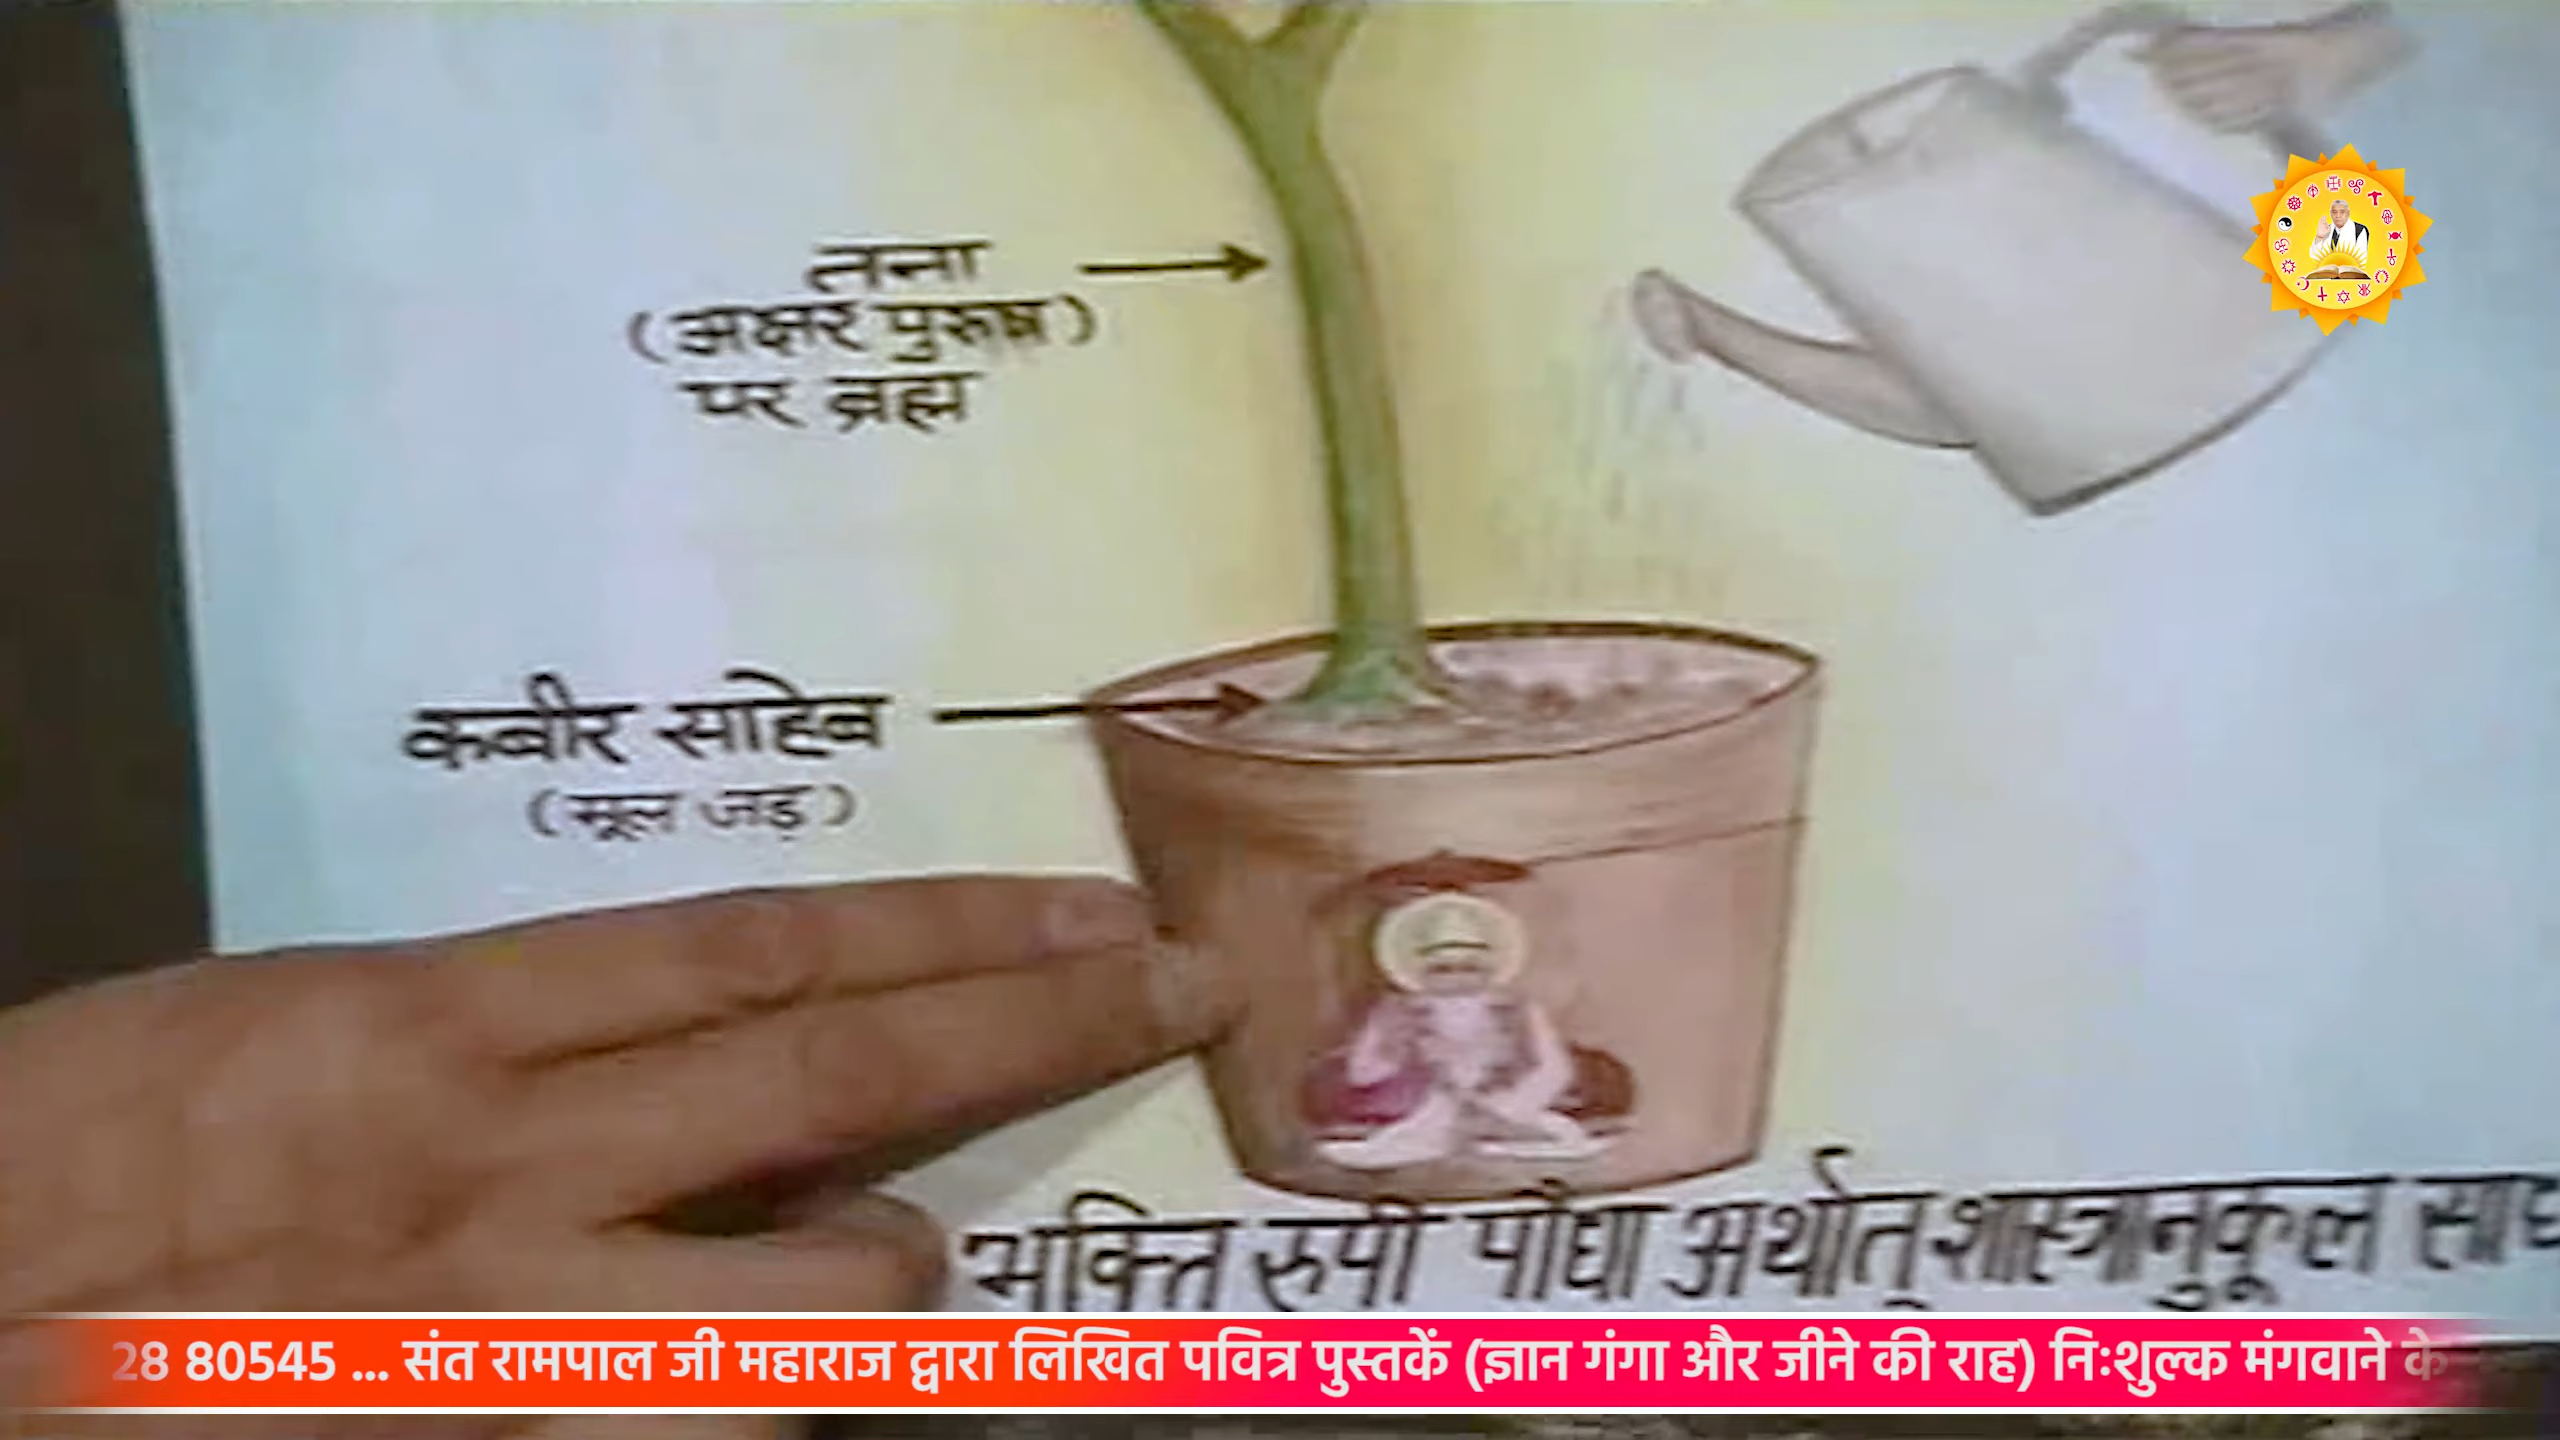 तना
(अक्षर पुरुष)
पर ब्रह्म
कबीर साहेब
(मूल जड़)
भक्ति रुपी पौधा अर्थात् शास्त्रानुकूल
28 80545 ... संत रामपाल जी महाराज द्वारा लिखित पवित्र पुस्तकें (ज्ञान गंगा और जीने की राह) निःशुल्क मंगवाने के